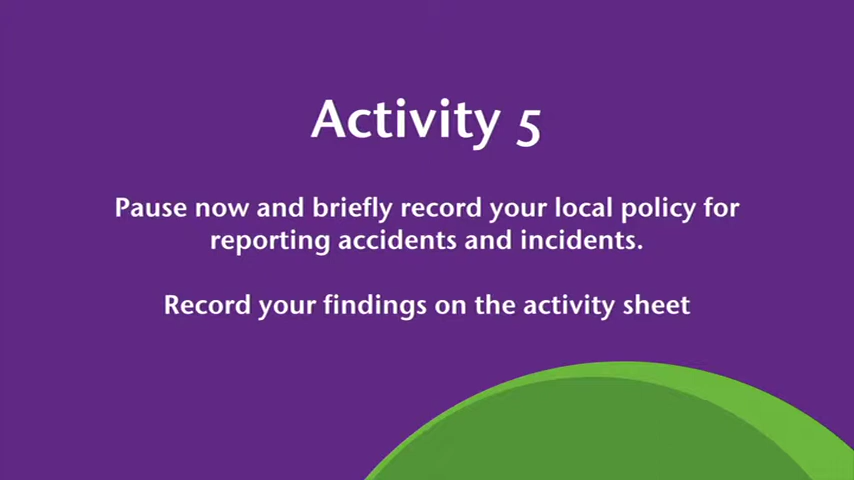 Activity 5
Pause now and briefly record your local policy for
reporting accidents and incidents.
Record your findings on the activity sheet